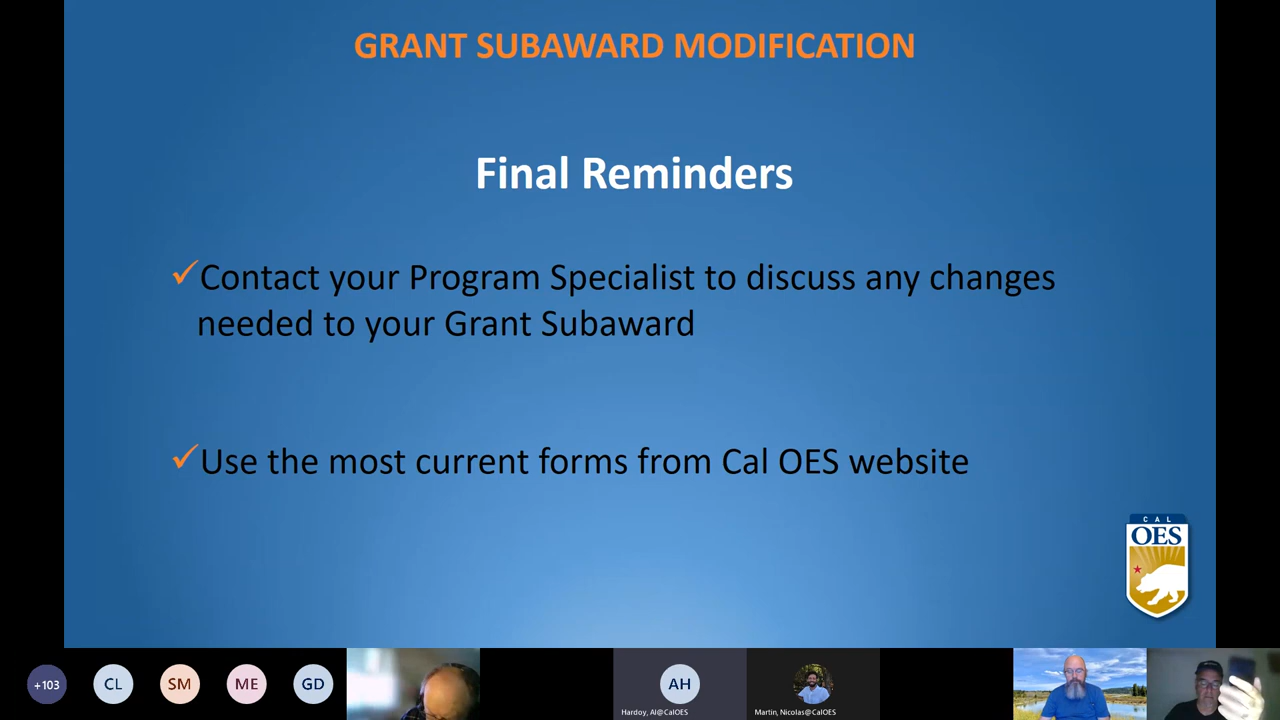 GRANT SUBAWARD MODIFICATION
Final Reminders
✓Contact your Program Specialist to discuss any changes
needed to your Grant Subaward
✓Use the most current forms from Cal OES website
CAL
OES
+103
CL
SM
ME
GD
AH
Hardoy, Al@CalOES
Martin, Nicolas@CalOES